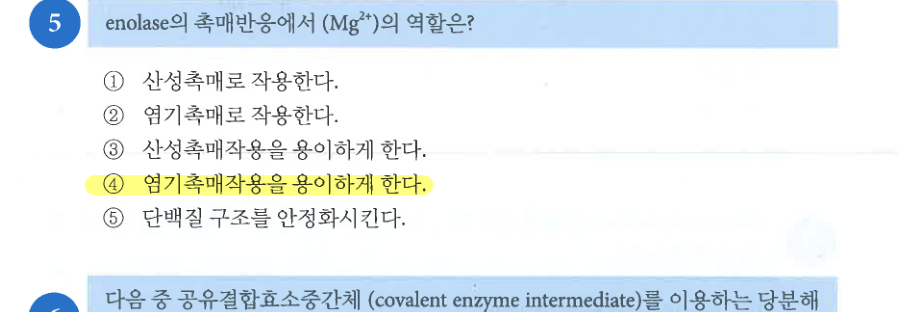 5
enolase의 촉매반응에서 (Mg²⁺)의 역할은?
① 산성촉매로 작용한다.
② 염기촉매로 작용한다.
③ 산성촉매작용을 용이하게 한다.
④ 염기촉매작용을 용이하게 한다.
⑤ 단백질 구조를 안정화시킨다.
다음 중 공유결합효소중간체 (covalent enzyme intermediate)를 이용하는 당분해